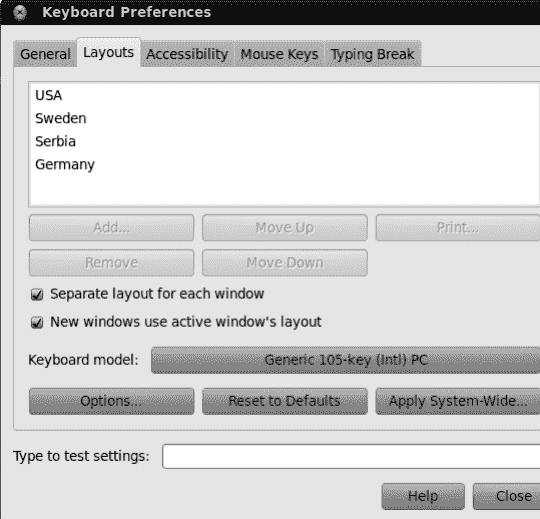 Keyboard Preferences
General Layouts Accessibility Mouse Keys Typing Break
USA
Sweden
Serbia
Germany
Add... Move Up Print...
Remove Move Down
Separate layout for each window
New windows use active window's layout
Keyboard model: Generic 105-key (Intl) PC
Options... Reset to Defaults Apply System-Wide...
Type to test settings:
Help Close